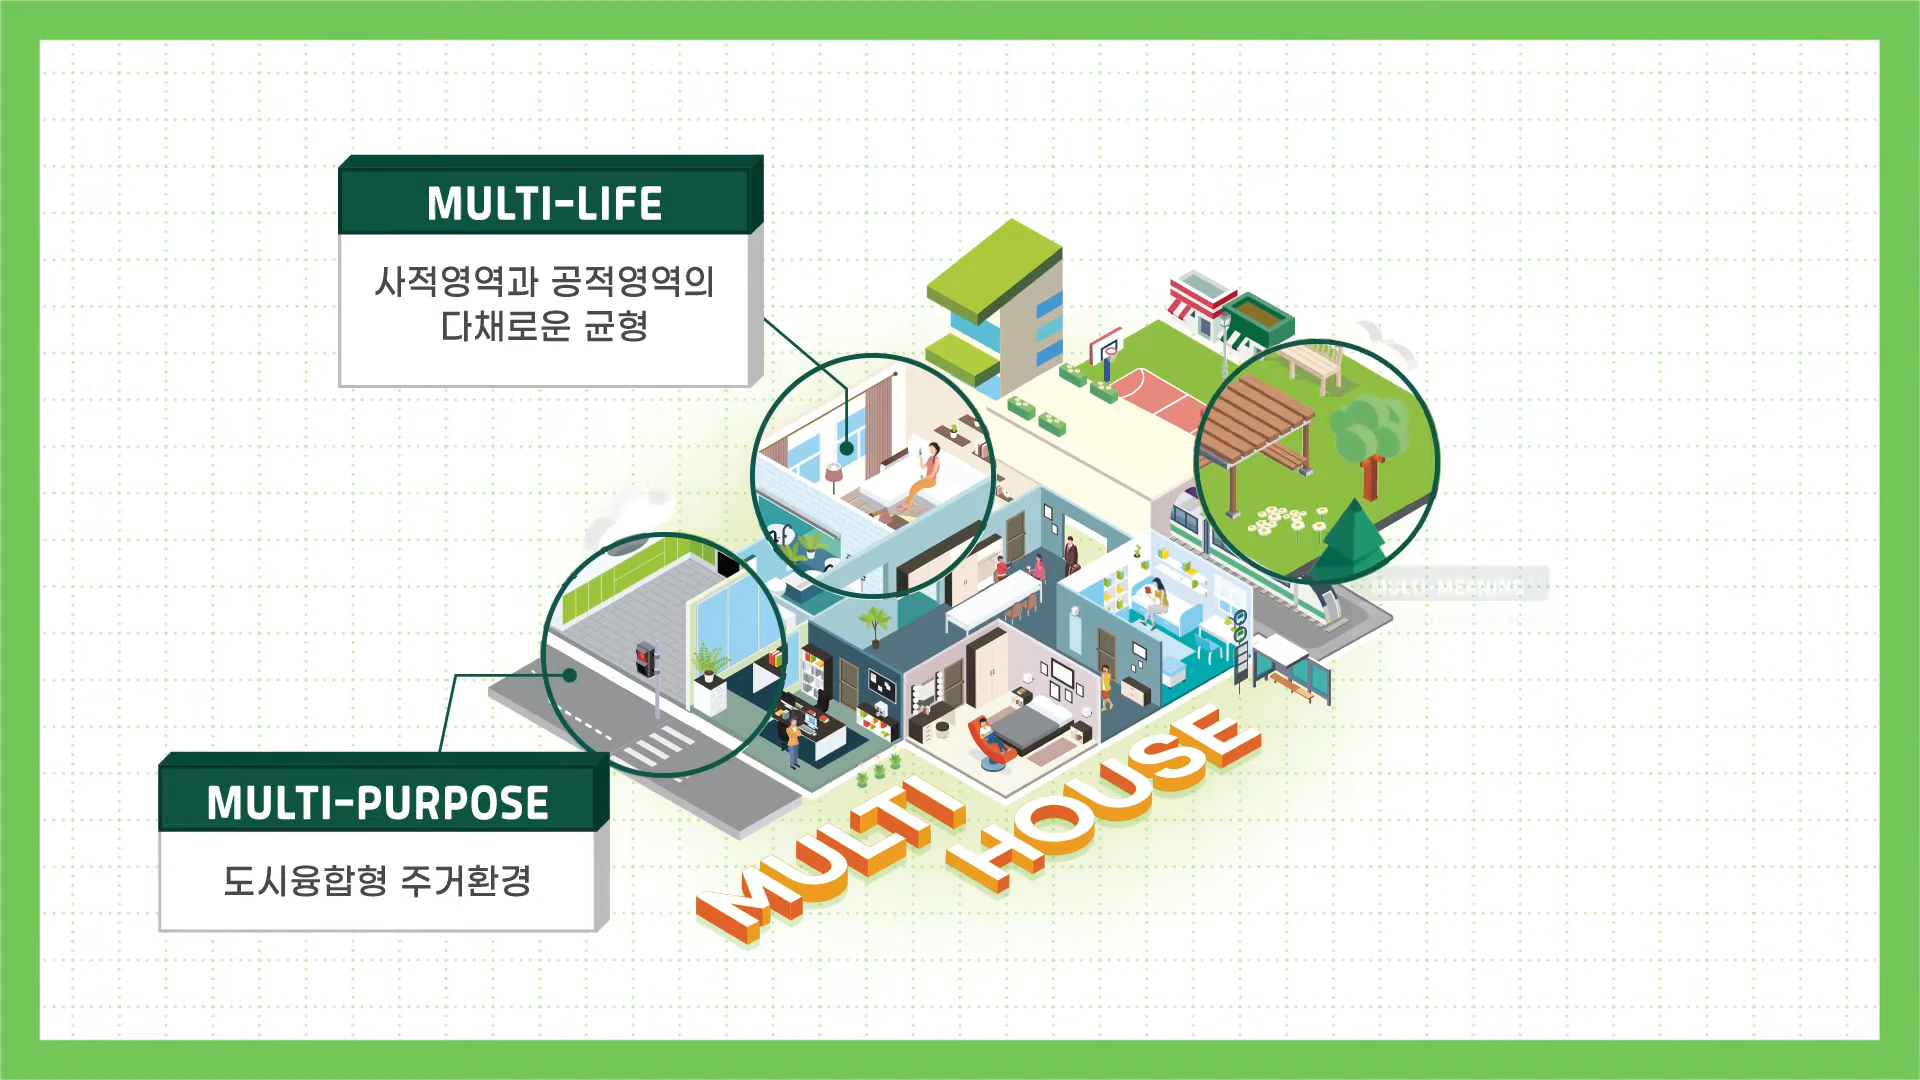 MULTI-LIFE
사적영역과 공적영역의
다채로운 균형
MULTI-PURPOSE
도시융합형 주거환경
MULTI
HOUSE